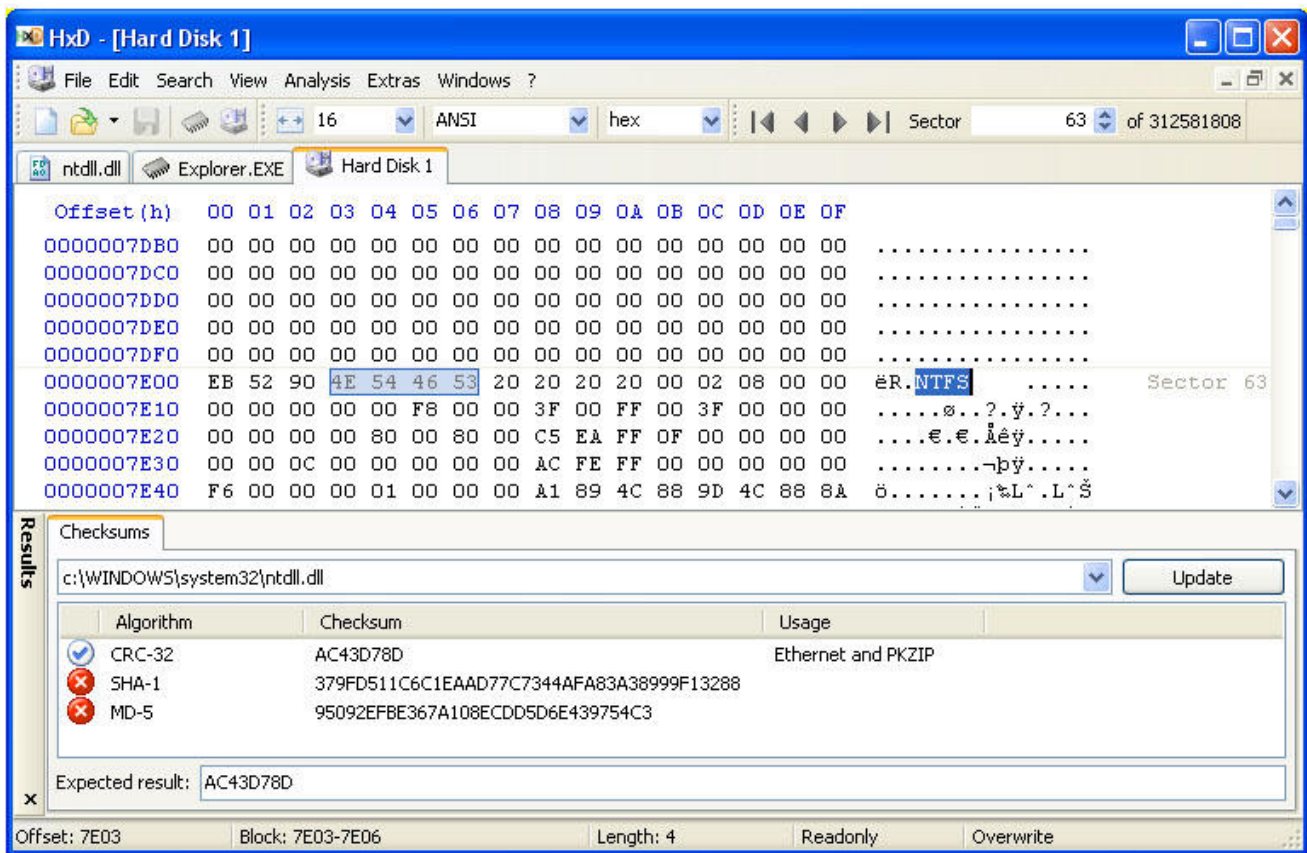 HxD - [Hard Disk 1]
File Edit Search View Analysis Extras Windows ?
16 ANSI hex Sector 63 of 312581808
ntdll.dll Explorer.EXE Hard Disk 1
Offset(h) 00 01 02 03 04 05 06 07 08 09 0A 0B 0C 0D 0E 0F
0000007DB0 00 00 00 00 00 00 00 00 00 00 00 00 00 00 00 00 ................
0000007DC0 00 00 00 00 00 00 00 00 00 00 00 00 00 00 00 00 ................
0000007DD0 00 00 00 00 00 00 00 00 00 00 00 00 00 00 00 00 ................
0000007DE0 00 00 00 00 00 00 00 00 00 00 00 00 00 00 00 00 ................
0000007DF0 00 00 00 00 00 00 00 00 00 00 00 00 00 00 00 00 ................
0000007E00 EB 52 90 4E 54 46 53 20 20 20 20 00 02 08 00 00 ëR.NTFS    ..... Sector 63
0000007E10 00 00 00 00 00 F8 00 00 3F 00 FF 00 3F 00 00 00 .....ø..?.ÿ.?...
0000007E20 00 00 00 00 80 00 80 00 C5 EA FF 0F 00 00 00 00 ....€.€.Åêÿ.....
0000007E30 00 00 0C 00 00 00 00 00 AC FE FF 00 00 00 00 00 ........¬þÿ.....
0000007E40 F6 00 00 00 01 00 00 00 A1 89 4C 88 9D 4C 88 8A ö.......¡‰Lˆ.LˆŠ
Results
Checksums
c:\WINDOWS\system32\ntdll.dll Update
Algorithm Checksum Usage
CRC-32 AC43D78D Ethernet and PKZIP
SHA-1 379FD511C6C1EAAD77C7344AFA83A38999F13288
MD-5 95092EFBE367A108ECDD5D6E439754C3
Expected result: AC43D78D
Offset: 7E03 Block: 7E03-7E06 Length: 4 Readonly Overwrite